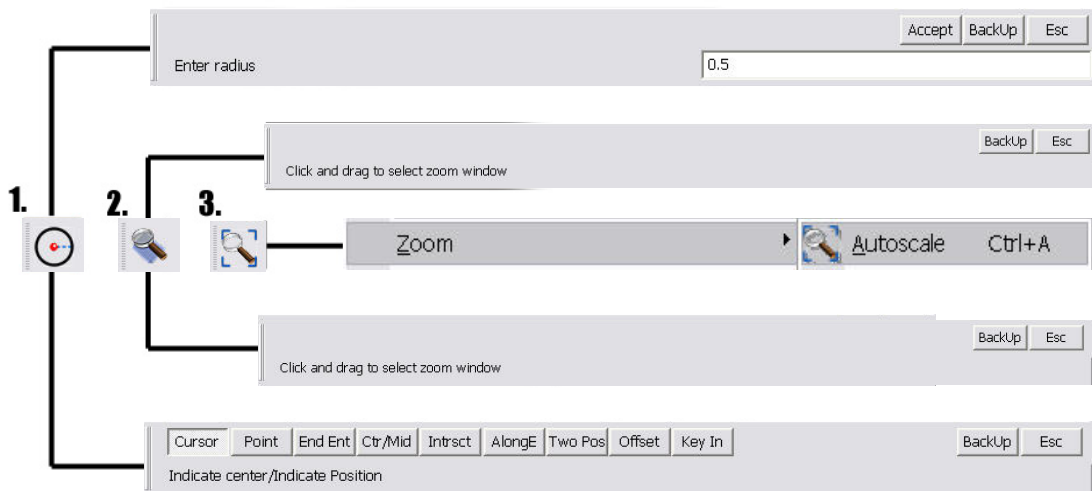 Accept BackUp Esc
Enter radius 0.5
BackUp Esc
Click and drag to select zoom window
1. 2. 3.
Zoom Autoscale Ctrl+A
BackUp Esc
Click and drag to select zoom window
Cursor Point End Ent Ctr/Mid Intrsct AlongE Two Pos Offset Key In BackUp Esc
Indicate center/Indicate Position